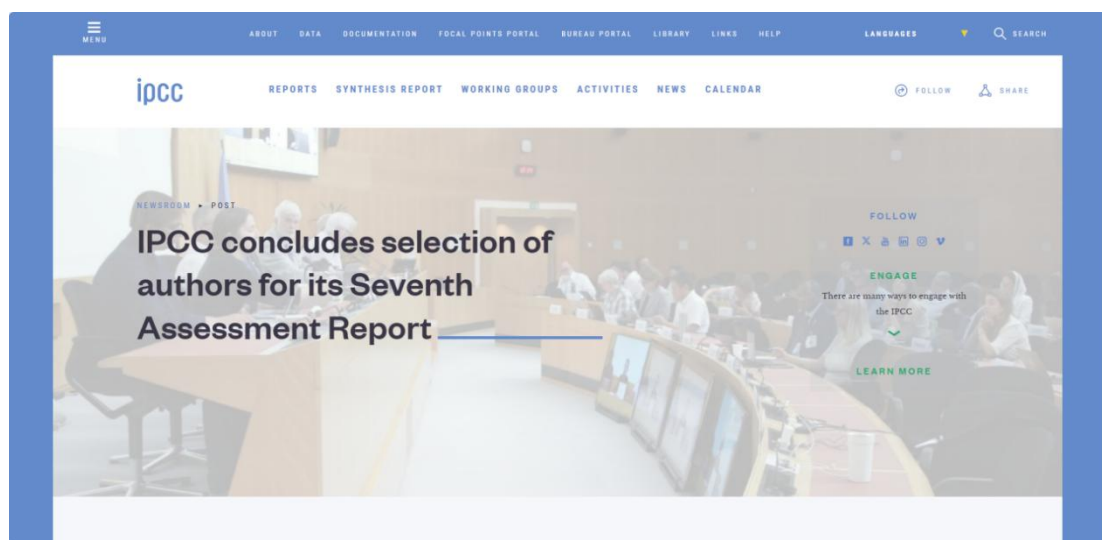 MENU
ABOUT DATA DOCUMENTATION FOCAL POINTS PORTAL BUREAU PORTAL LIBRARY LINKS HELP
LANGUAGES
SEARCH
ipcc
REPORTS SYNTHESIS REPORT WORKING GROUPS ACTIVITIES NEWS CALENDAR
FOLLOW
SHARE
NEWSROOM ▸ POST
IPCC concludes selection of
authors for its Seventh
Assessment Report
FOLLOW
ENGAGE
There are many ways to engage with
the IPCC
LEARN MORE